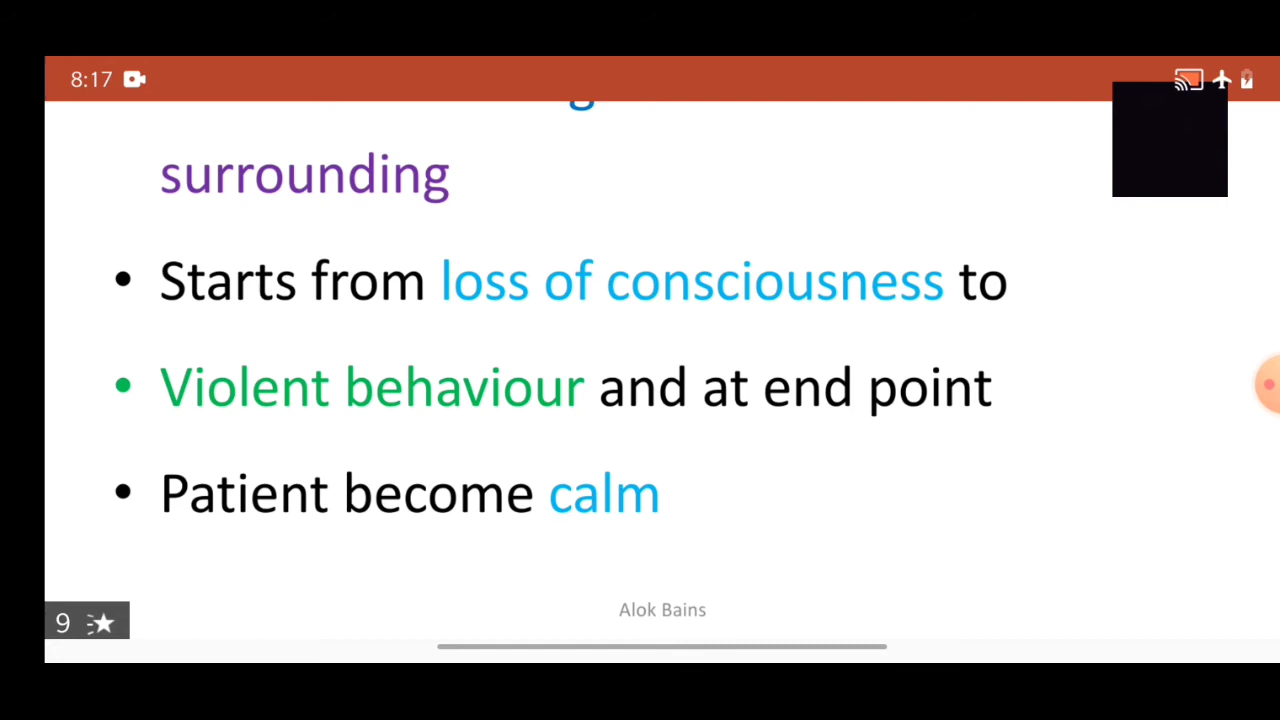 8:17
surrounding
• Starts from loss of consciousness to
• Violent behaviour and at end point
• Patient become calm
Alok Bains
9